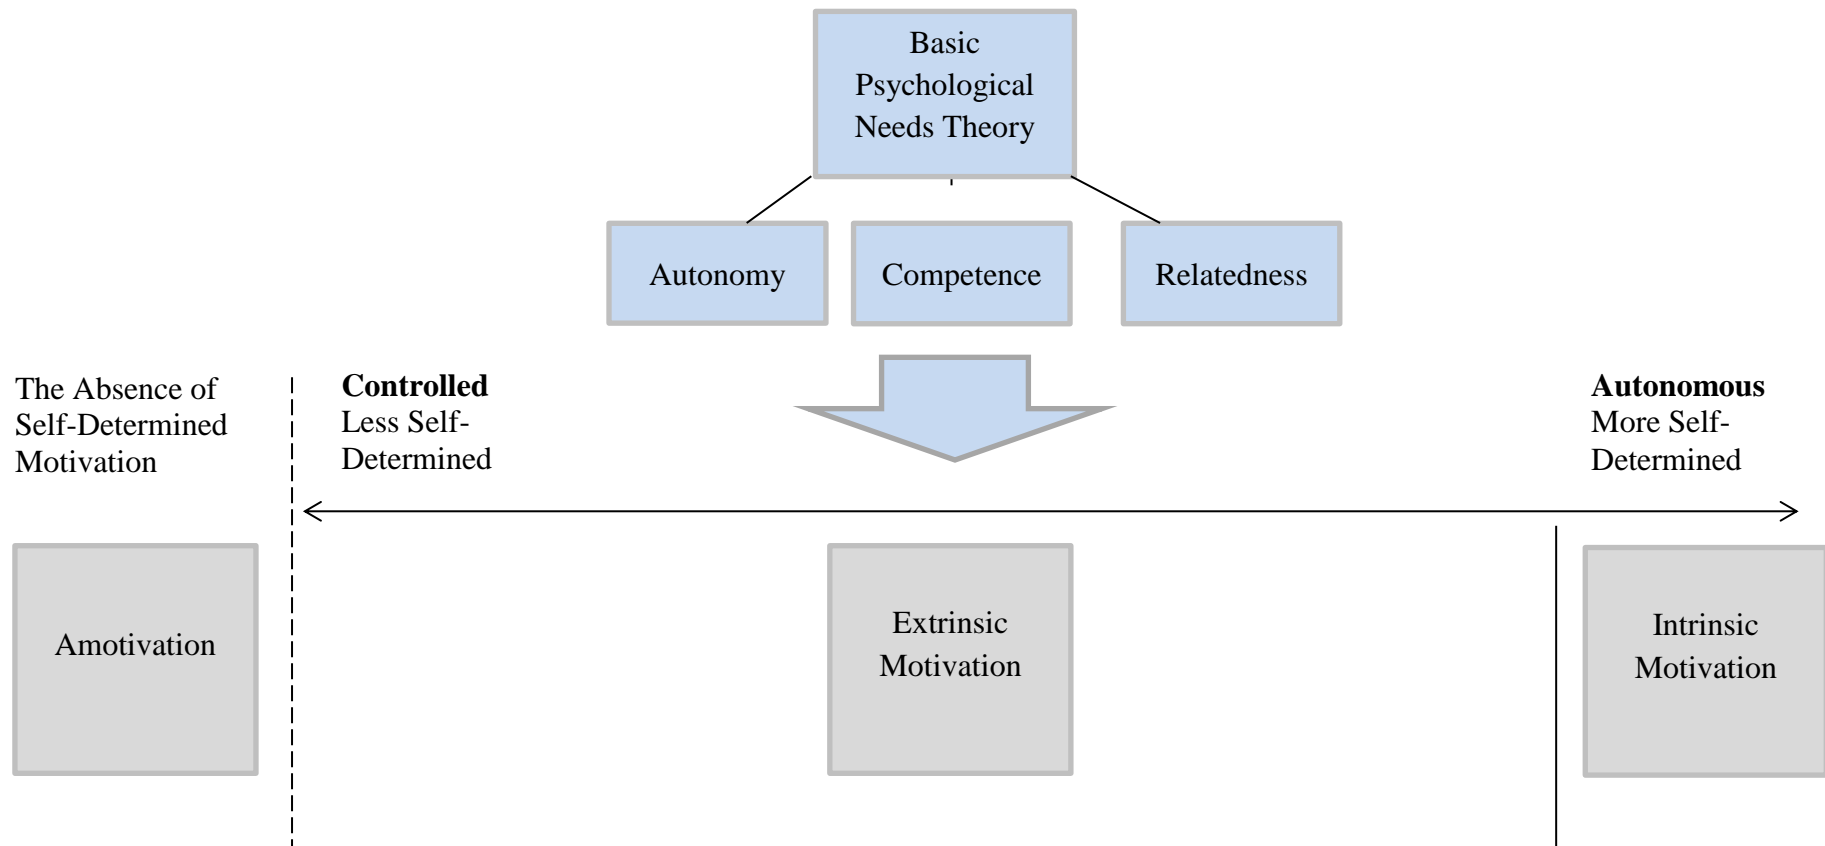 Basic
Psychological
Needs Theory
Autonomy
Competence
Relatedness
The Absence of
Self-Determined
Motivation
Controlled
Less Self-
Determined
Autonomous
More Self-
Determined
Amotivation
Extrinsic
Motivation
Intrinsic
Motivation